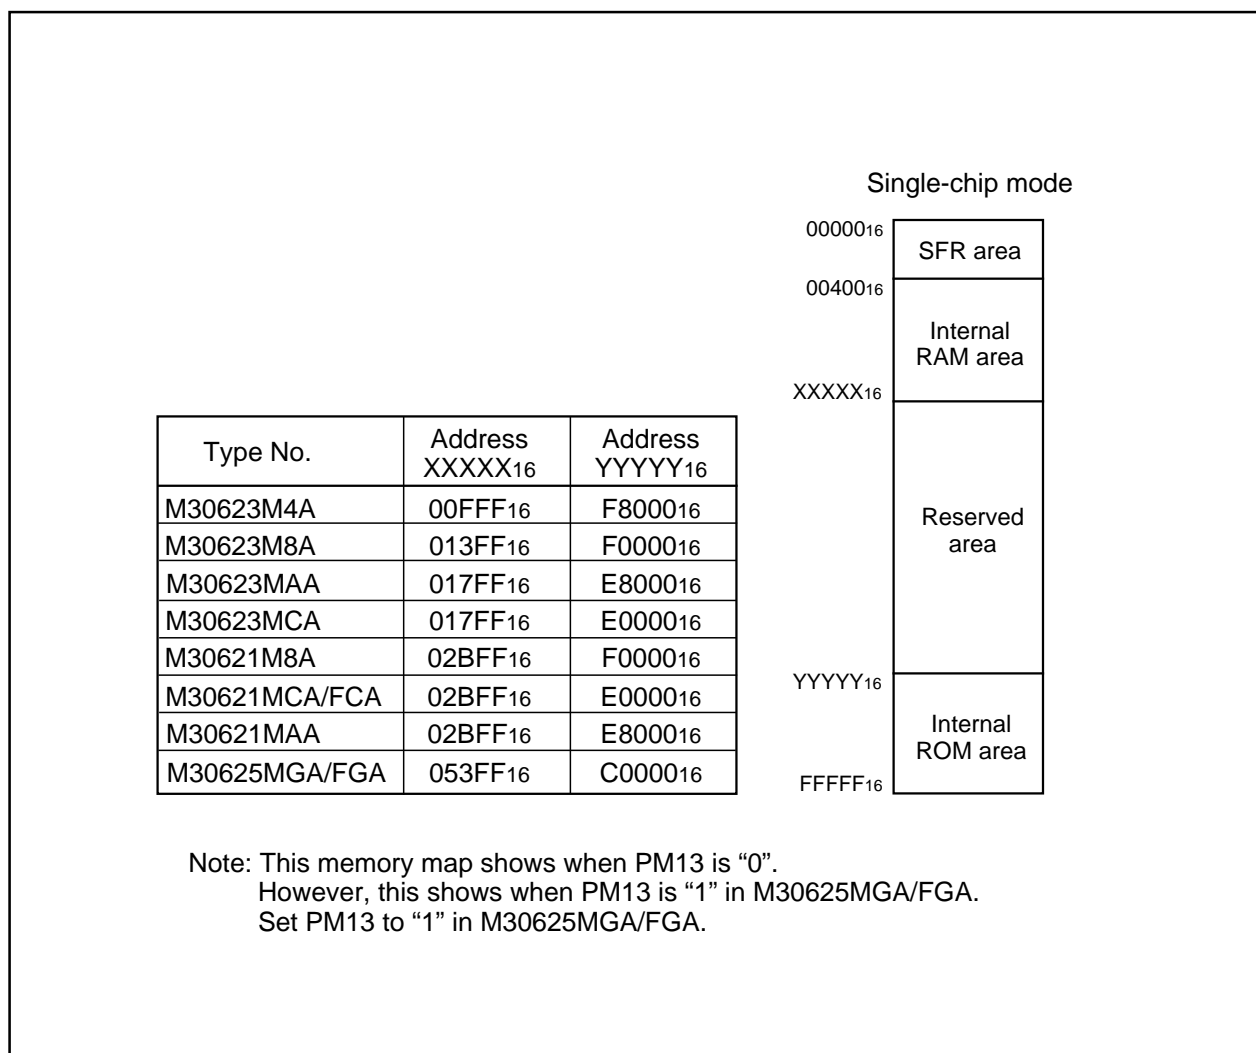 Single-chip mode
00000₁₆
SFR area
00400₁₆
Internal
RAM area
XXXXX₁₆
Reserved
area
YYYYY₁₆
Internal
ROM area
FFFFF₁₆
Type No. Address XXXXX₁₆ Address YYYYY₁₆
M30623M4A 00FFF₁₆ F8000₁₆
M30623M8A 013FF₁₆ F0000₁₆
M30623MAA 017FF₁₆ E8000₁₆
M30623MCA 017FF₁₆ E0000₁₆
M30621M8A 02BFF₁₆ F0000₁₆
M30621MCA/FCA 02BFF₁₆ E0000₁₆
M30621MAA 02BFF₁₆ E8000₁₆
M30625MGA/FGA 053FF₁₆ C0000₁₆
Note: This memory map shows when PM13 is “0”.
However, this shows when PM13 is “1” in M30625MGA/FGA.
Set PM13 to “1” in M30625MGA/FGA.